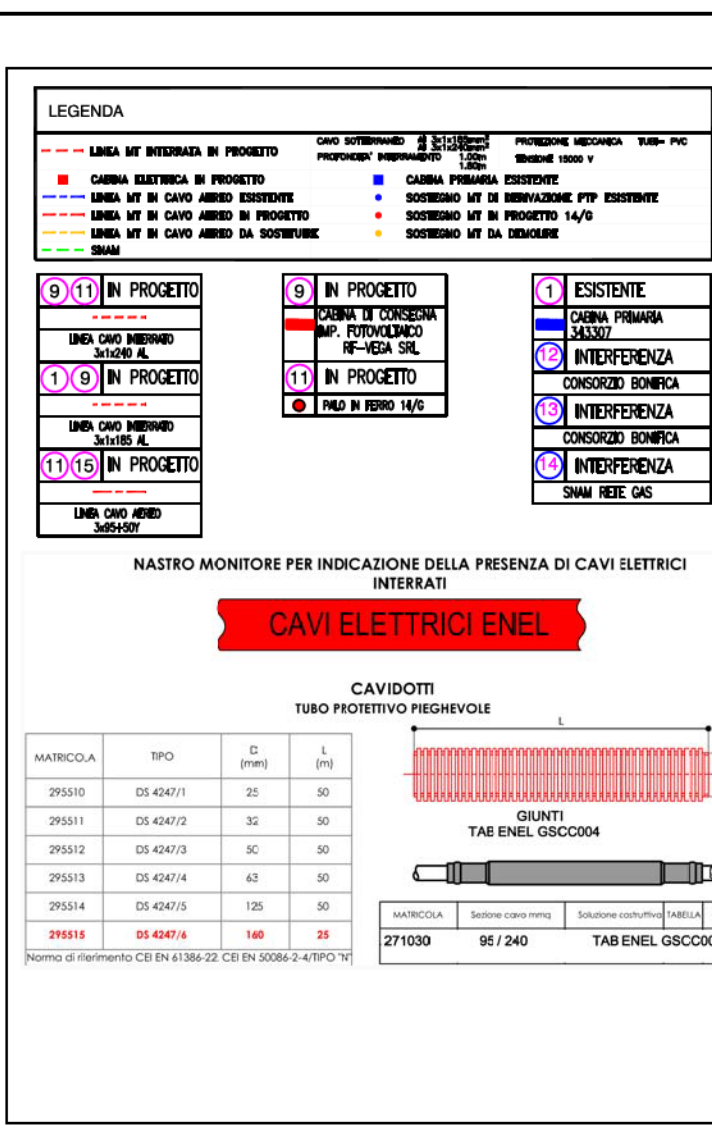 LEGENDA
LINEA MT INTERRATA IN PROGETTO
CAVO SOTTERRANEO Al 3x1x185mm²
Al 3x1x240mm²
PROTEZIONE MECCANICA TUBI= PVC
PROFONDITA' INTERRAMENTO 1.00m
1.80m
TENSIONE 15000 V
CABINA ELETTRICA IN PROGETTO
CABINA PRIMARIA ESISTENTE
LINEA MT IN CAVO AEREO ESISTENTE
SOSTEGNO MT DI DERIVAZIONE PTP ESISTENTE
LINEA MT IN CAVO AEREO IN PROGETTO
SOSTEGNO MT IN PROGETTO 14/G
LINEA MT IN CAVO AEREO DA SOSTITUIRE
SOSTEGNO MT DA DEMOLIRE
SNAM
9 11 IN PROGETTO
LINEA CAVO INTERRATO
3x1x240 AL
1 9 IN PROGETTO
LINEA CAVO INTERRATO
3x1x185 AL
11 15 IN PROGETTO
LINEA CAVO AEREO
3x95+50Y
9 IN PROGETTO
CABINA DI CONSEGNA
IMP. FOTOVOLTAICO
RF-VEGA SRL
11 IN PROGETTO
PALO IN FERRO 14/G
1 ESISTENTE
CABINA PRIMARIA
343307
12 INTERFERENZA
CONSORZIO BONIFICA
13 INTERFERENZA
CONSORZIO BONIFICA
14 INTERFERENZA
SNAM RETE GAS
NASTRO MONITORE PER INDICAZIONE DELLA PRESENZA DI CAVI ELETTRICI
INTERRATI
CAVI ELETTRICI ENEL
CAVIDOTTI
TUBO PROTETTIVO PIEGHEVOLE
MATRICOLA TIPO D (mm) L (m)
295510 DS 4247/1 25 50
295511 DS 4247/2 32 50
295512 DS 4247/3 50 50
295513 DS 4247/4 63 50
295514 DS 4247/5 125 50
295515 DS 4247/6 160 25
Norma di riferimento CEI EN 61386-22 CEI EN 50086-2-4/TIPO "N"
L
GIUNTI
TAB ENEL GSCC004
MATRICOLA Sezione cavo mmq Soluzione costruttiva TABELLA
271030 95 / 240 TAB ENEL GSCC00